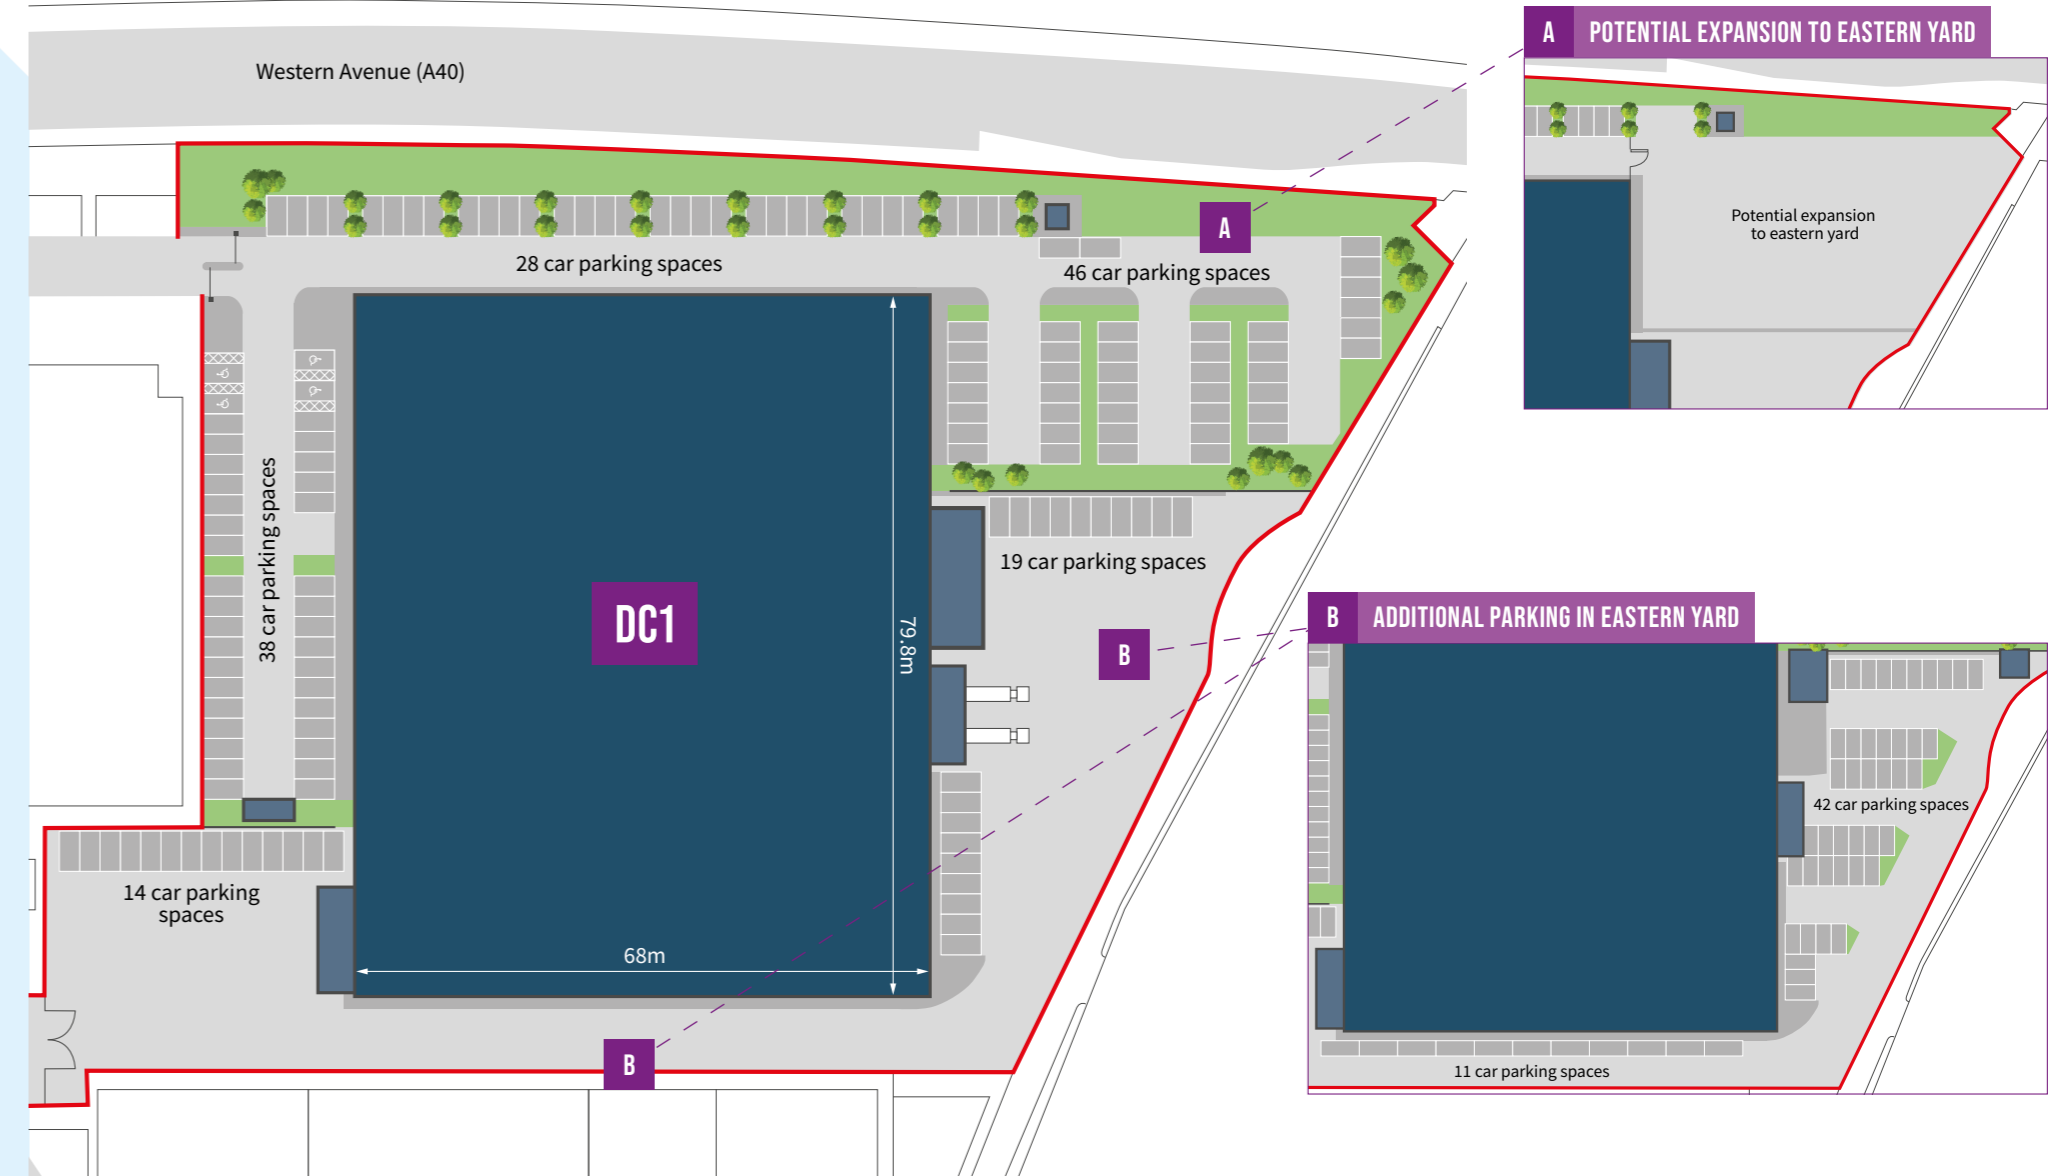 Western Avenue (A40)
A POTENTIAL EXPANSION TO EASTERN YARD
Potential expansion
to eastern yard
A
28 car parking spaces
46 car parking spaces
38 car parking spaces
19 car parking spaces
DC1
79.8m
B
B ADDITIONAL PARKING IN EASTERN YARD
42 car parking spaces
14 car parking
spaces
68m
B
11 car parking spaces